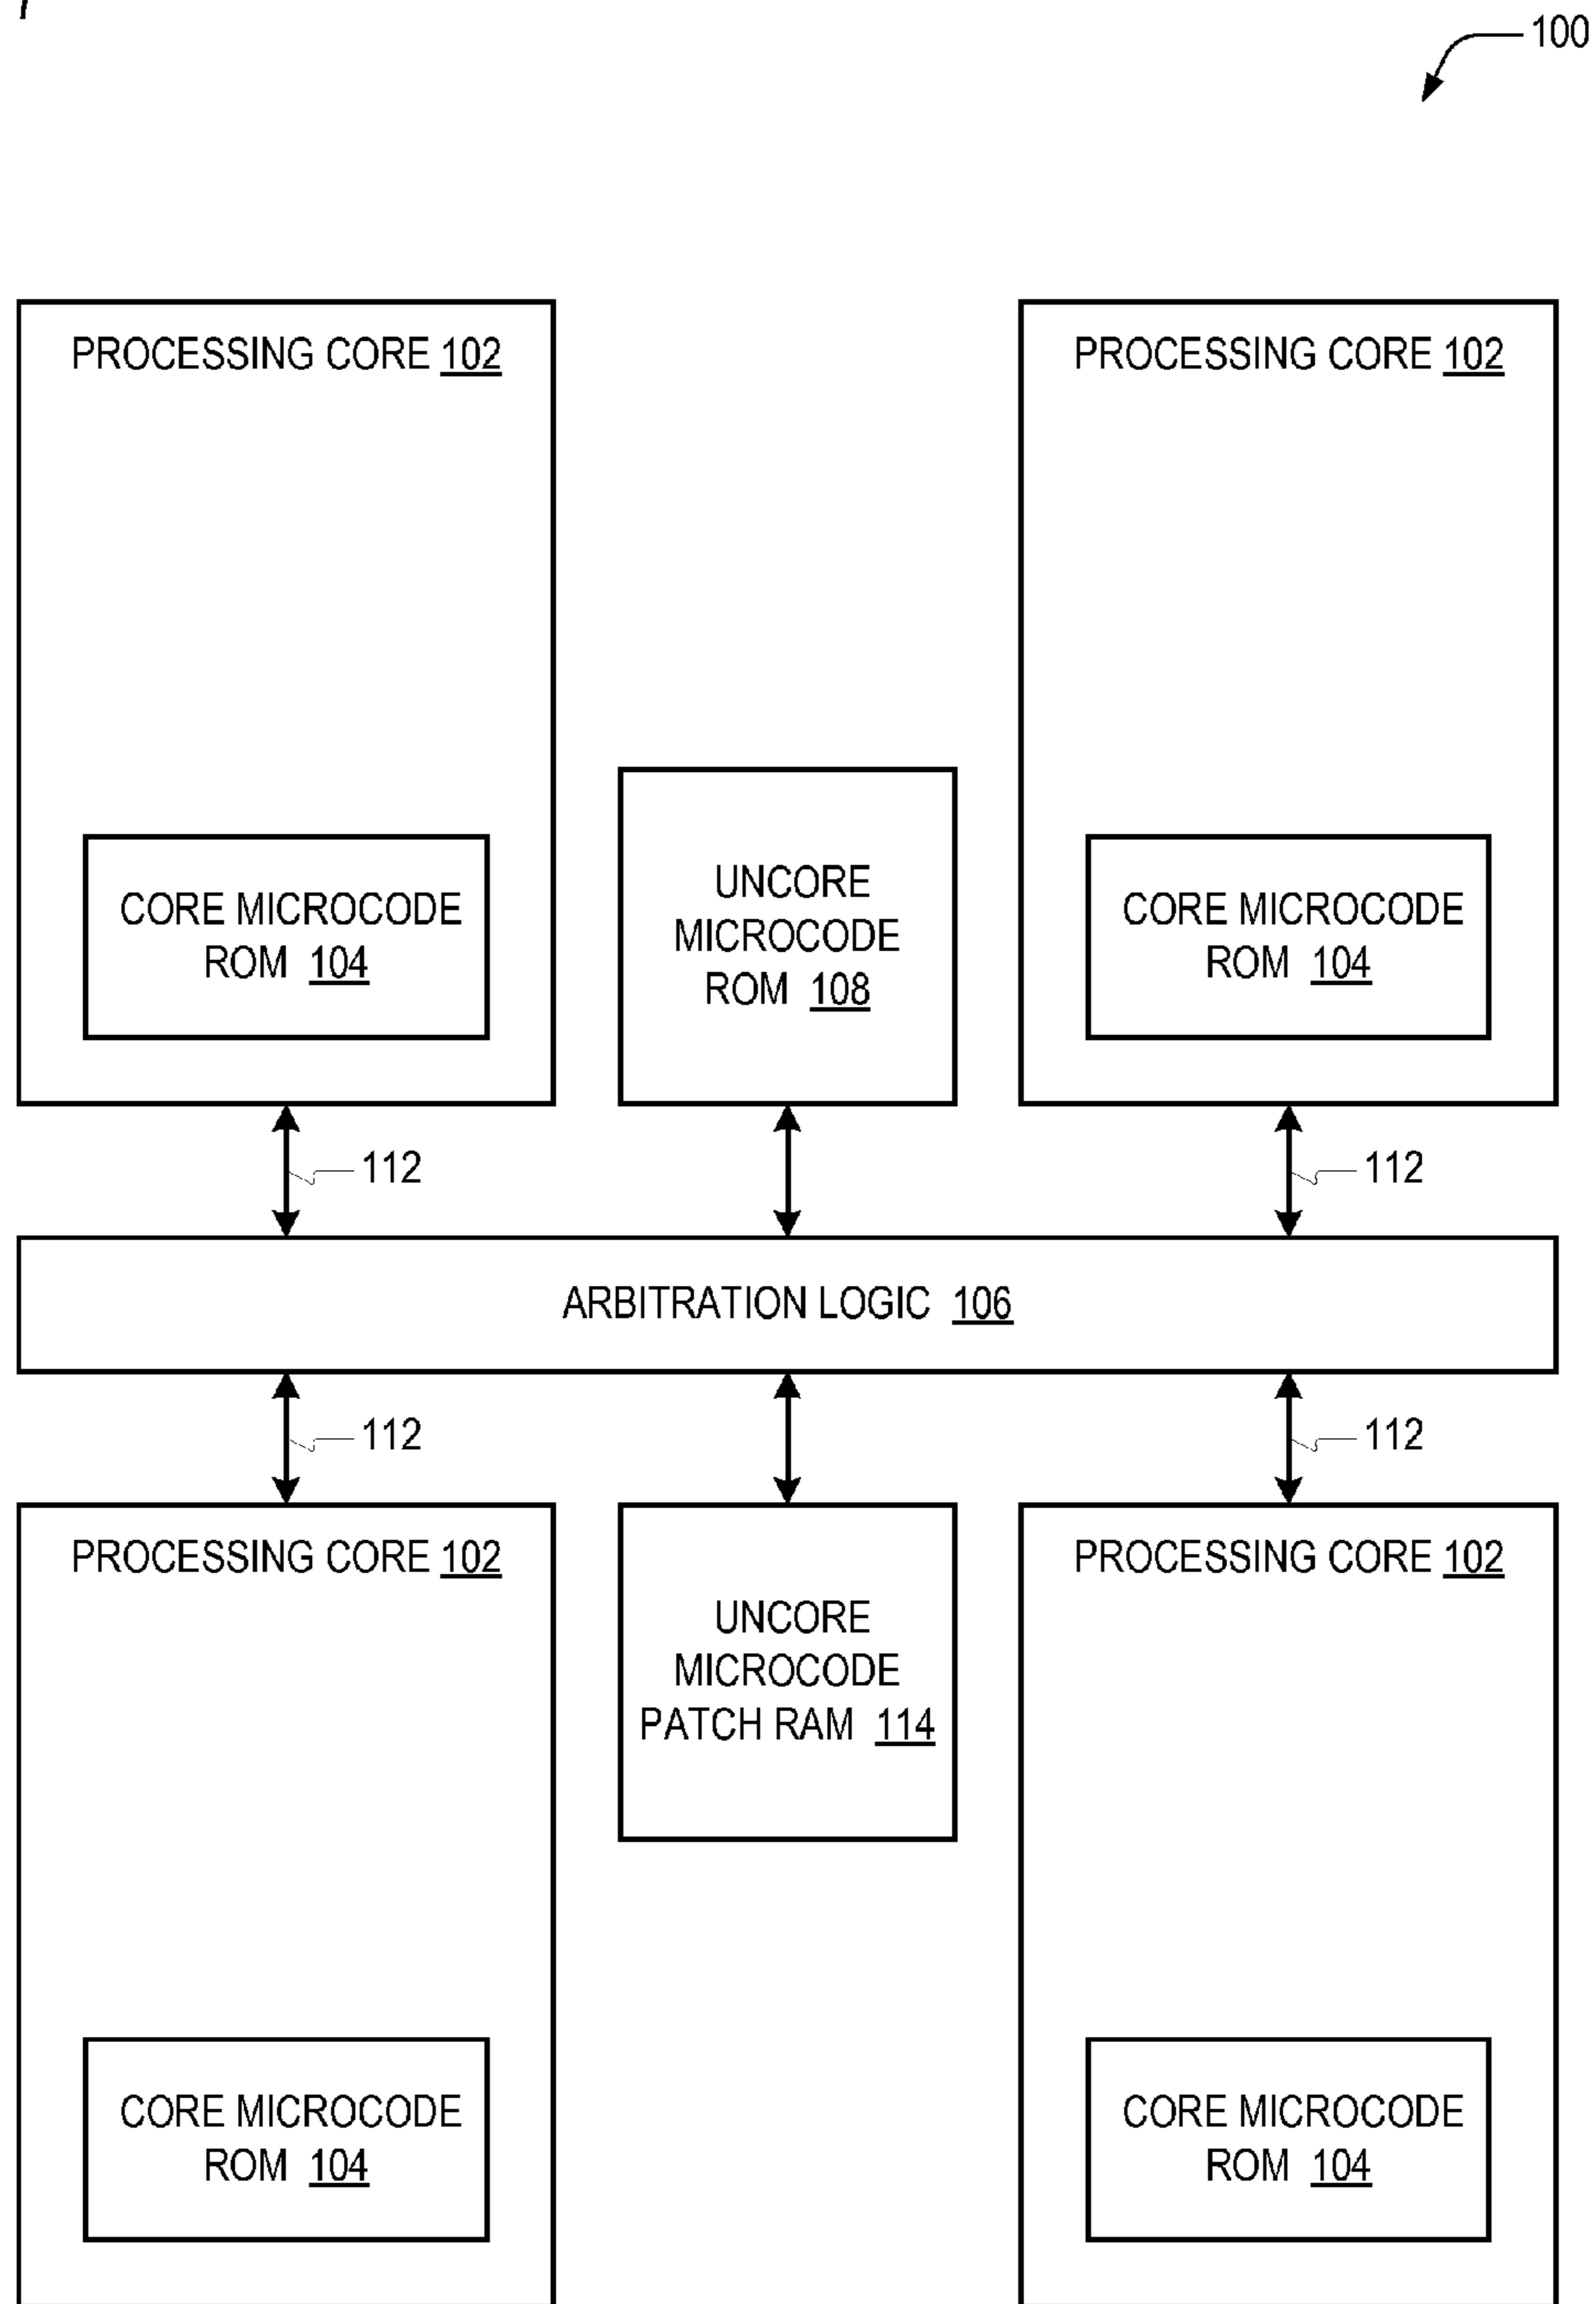 100
PROCESSING CORE 102
PROCESSING CORE 102
CORE MICROCODE
ROM 104
UNCORE
MICROCODE
ROM 108
CORE MICROCODE
ROM 104
112
112
ARBITRATION LOGIC 106
112
112
PROCESSING CORE 102
UNCORE
MICROCODE
PATCH RAM 114
PROCESSING CORE 102
CORE MICROCODE
ROM 104
CORE MICROCODE
ROM 104